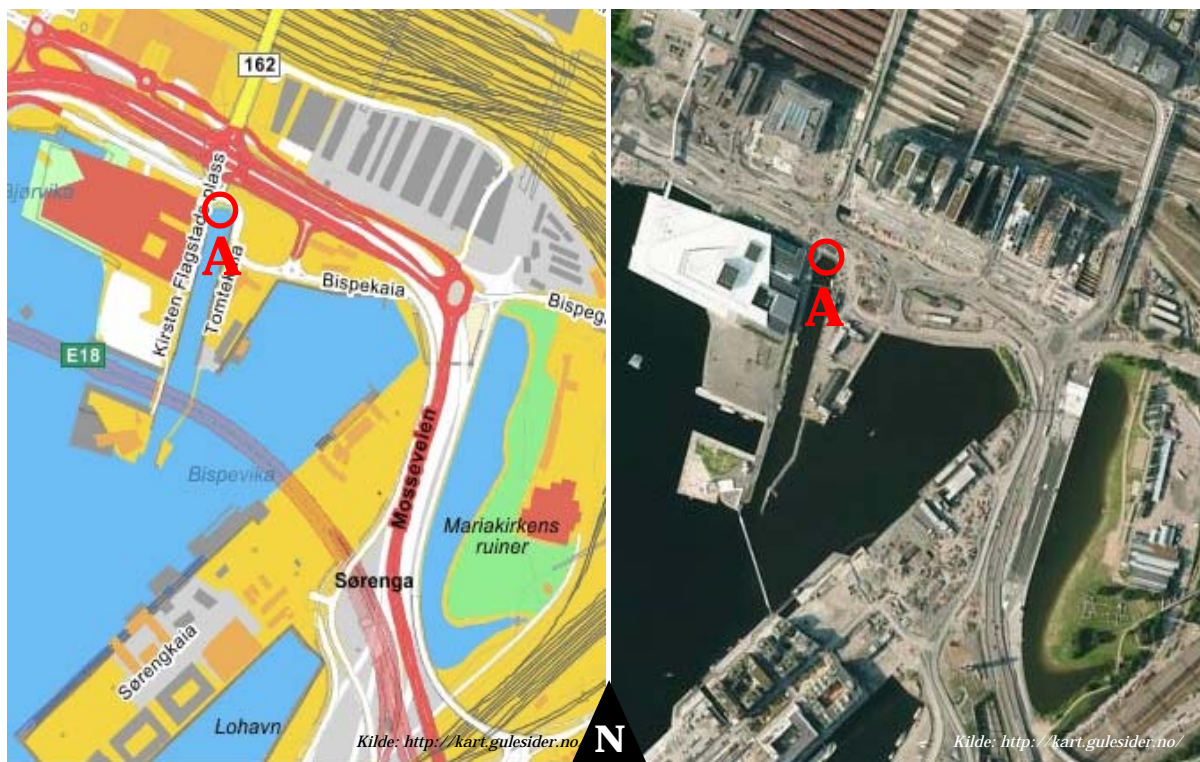 162
Bjørvika
Kirsten Flagstads plass
A
Tomtekaia
Bispekaia
Bispeg
E18
Mosseveien
Bispevika
Mariakirkens
ruiner
Sørenga
Sørengkaia
Lohavn
Kilde: http://kart.gulesider.no/
N
A
Kilde: http://kart.gulesider.no/